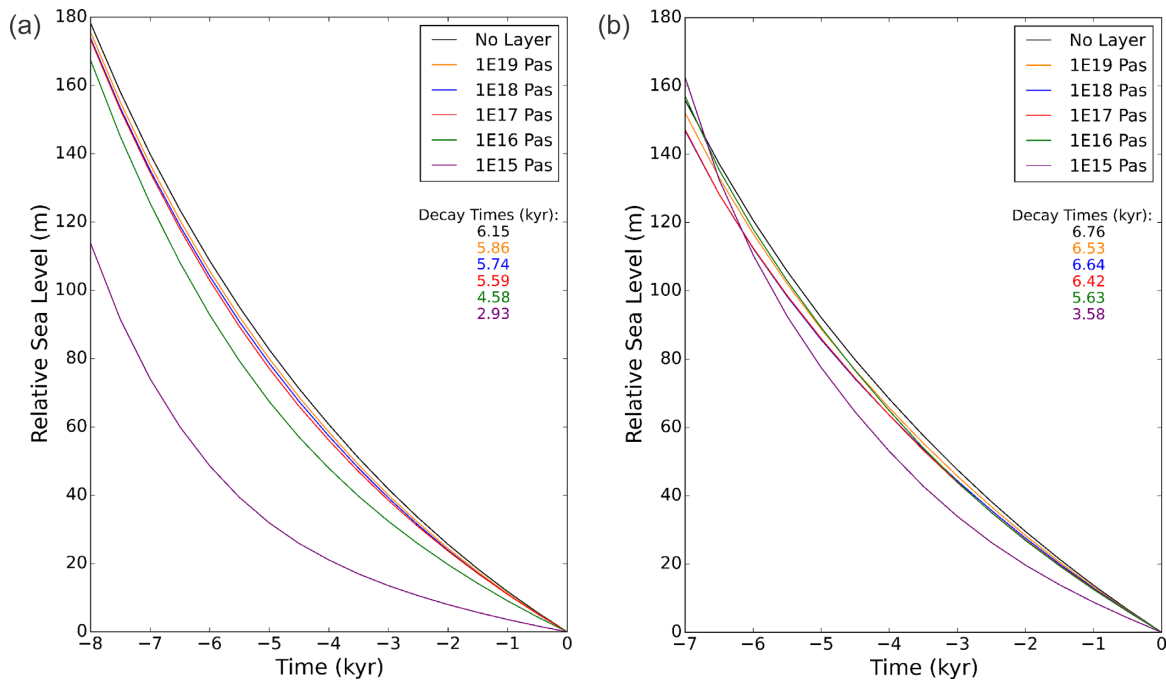 (a)
Relative Sea Level (m)
180
160
140
120
100
80
60
40
20
0
No Layer
1E19 Pas
1E18 Pas
1E17 Pas
1E16 Pas
1E15 Pas
Decay Times (kyr):
6.15
5.86
5.74
5.59
4.58
2.93
−8 −7 −6 −5 −4 −3 −2 −1 0
Time (kyr)
(b)
Relative Sea Level (m)
180
160
140
120
100
80
60
40
20
0
No Layer
1E19 Pas
1E18 Pas
1E17 Pas
1E16 Pas
1E15 Pas
Decay Times (kyr):
6.76
6.53
6.64
6.42
5.63
3.58
−7 −6 −5 −4 −3 −2 −1 0
Time (kyr)